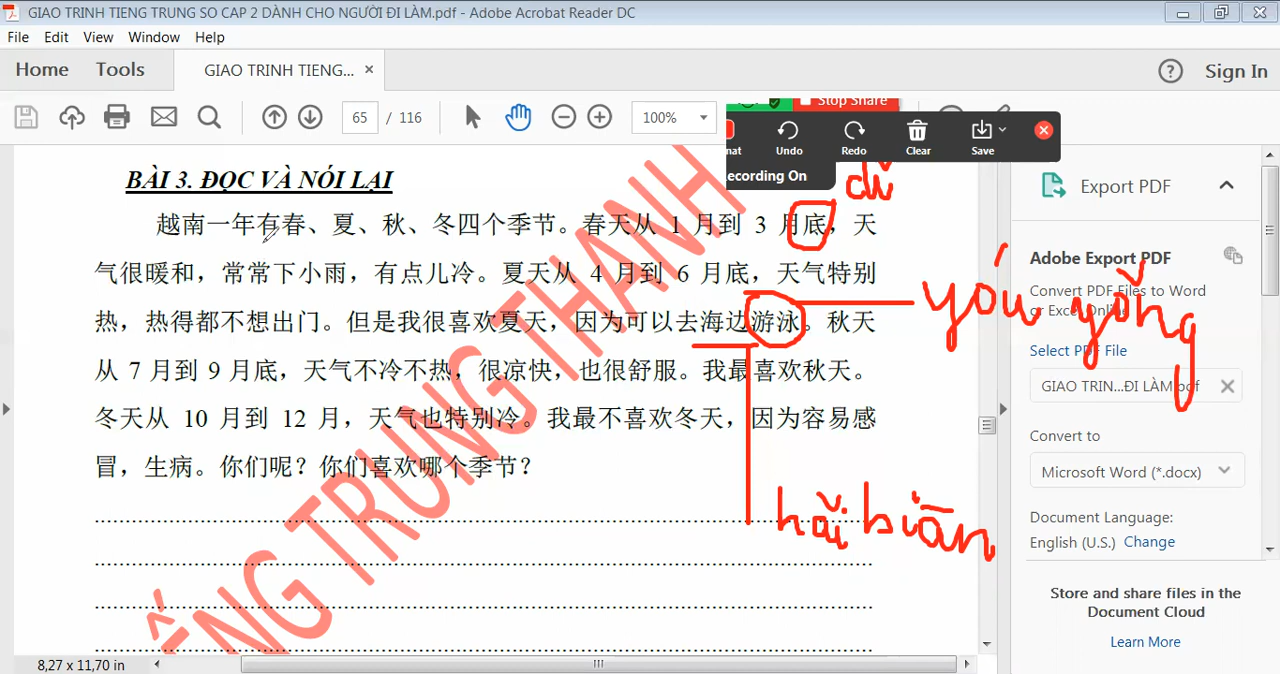 GIAO TRINH TIENG TRUNG SO CAP 2 DÀNH CHO NGƯỜI ĐI LÀM.pdf - Adobe Acrobat Reader DC
File Edit View Window Help
Home Tools GIAO TRINH TIENG... × Sign In
65 / 116 100% Stop Share
Undo Redo Clear Save
ecording On
dǐ
BÀI 3. ĐỌC VÀ NÓI LẠI
越南一年有春、夏、秋、冬四个季节。春天从 1 月到 3 月底，天
气很暖和，常常下小雨，有点儿冷。夏天从 4 月到 6 月底，天气特别
热，热得都不想出门。但是我很喜欢夏天，因为可以去海边游泳。秋天
从 7 月到 9 月底，天气不冷不热，很凉快，也很舒服。我最喜欢秋天。
冬天从 10 月到 12 月，天气也特别冷。我最不喜欢冬天，因为容易感
冒，生病。你们呢？你们喜欢哪个季节？
yóu yǒng
hǎi biān
NG TRUNG THANH
Export PDF
Adobe Export PDF
Convert PDF Files to Word
or Excel Online
Select PDF File
GIAO TRIN...ĐI LÀM.pdf
Convert to
Microsoft Word (*.docx)
Document Language:
English (U.S.) Change
Store and share files in the
Document Cloud
Learn More
8,27 x 11,70 in